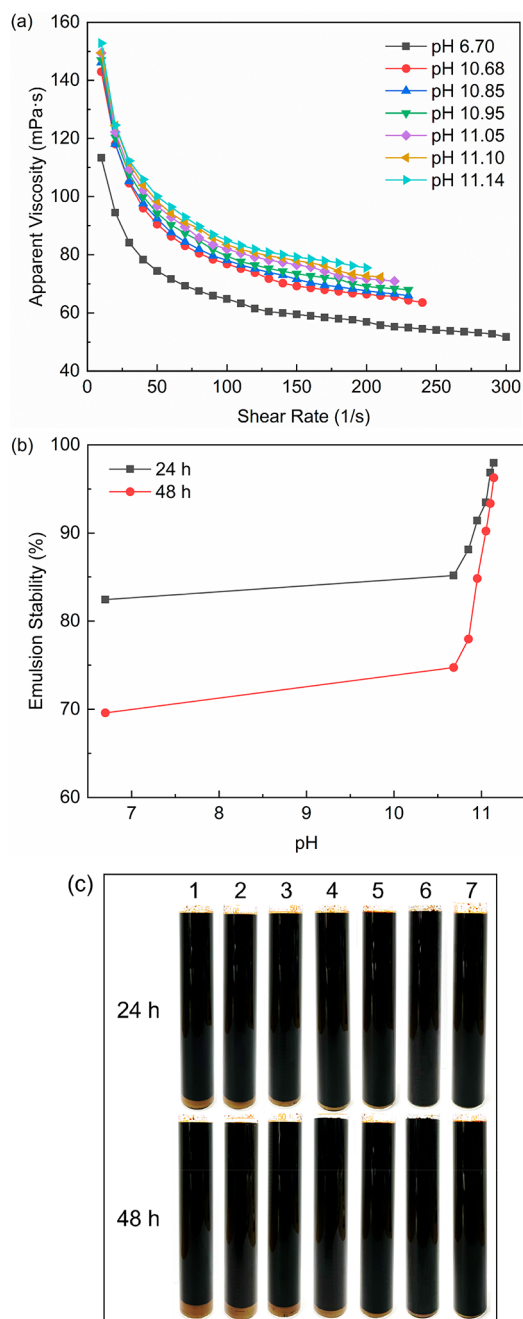 (a)
160
140
120
100
80
60
40
Apparent Viscosity (mPa·s)
pH 6.70
pH 10.68
pH 10.85
pH 10.95
pH 11.05
pH 11.10
pH 11.14
0 50 100 150 200 250 300
Shear Rate (1/s)
(b)
100
90
80
70
60
Emulsion Stability (%)
24 h
48 h
7 8 9 10 11
pH
(c)
1 2 3 4 5 6 7
24 h
48 h